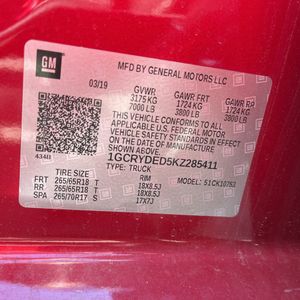 GM
MFD BY GENERAL MOTORS LLC
03/19
GVWR GAWR FRT GAWR RR
3175 KG 1724 KG 1724 KG
7000 LB 3800 LB 3800 LB
THIS VEHICLE CONFORMS TO ALL
APPLICABLE U.S. FEDERAL MOTOR
VEHICLE SAFETY
STANDARDS IN EFFECT ON THE DATE OF
MANUFACTURE SHOWN ABOVE.
1GCRYDED5KZ285411
TYPE: TRUCK
TIRE SIZE RIM
FRT 265/65R18 T 18X8.5J
RR 265/65R18 T 18X8.5J
SPA 265/70R17 S 17X7J